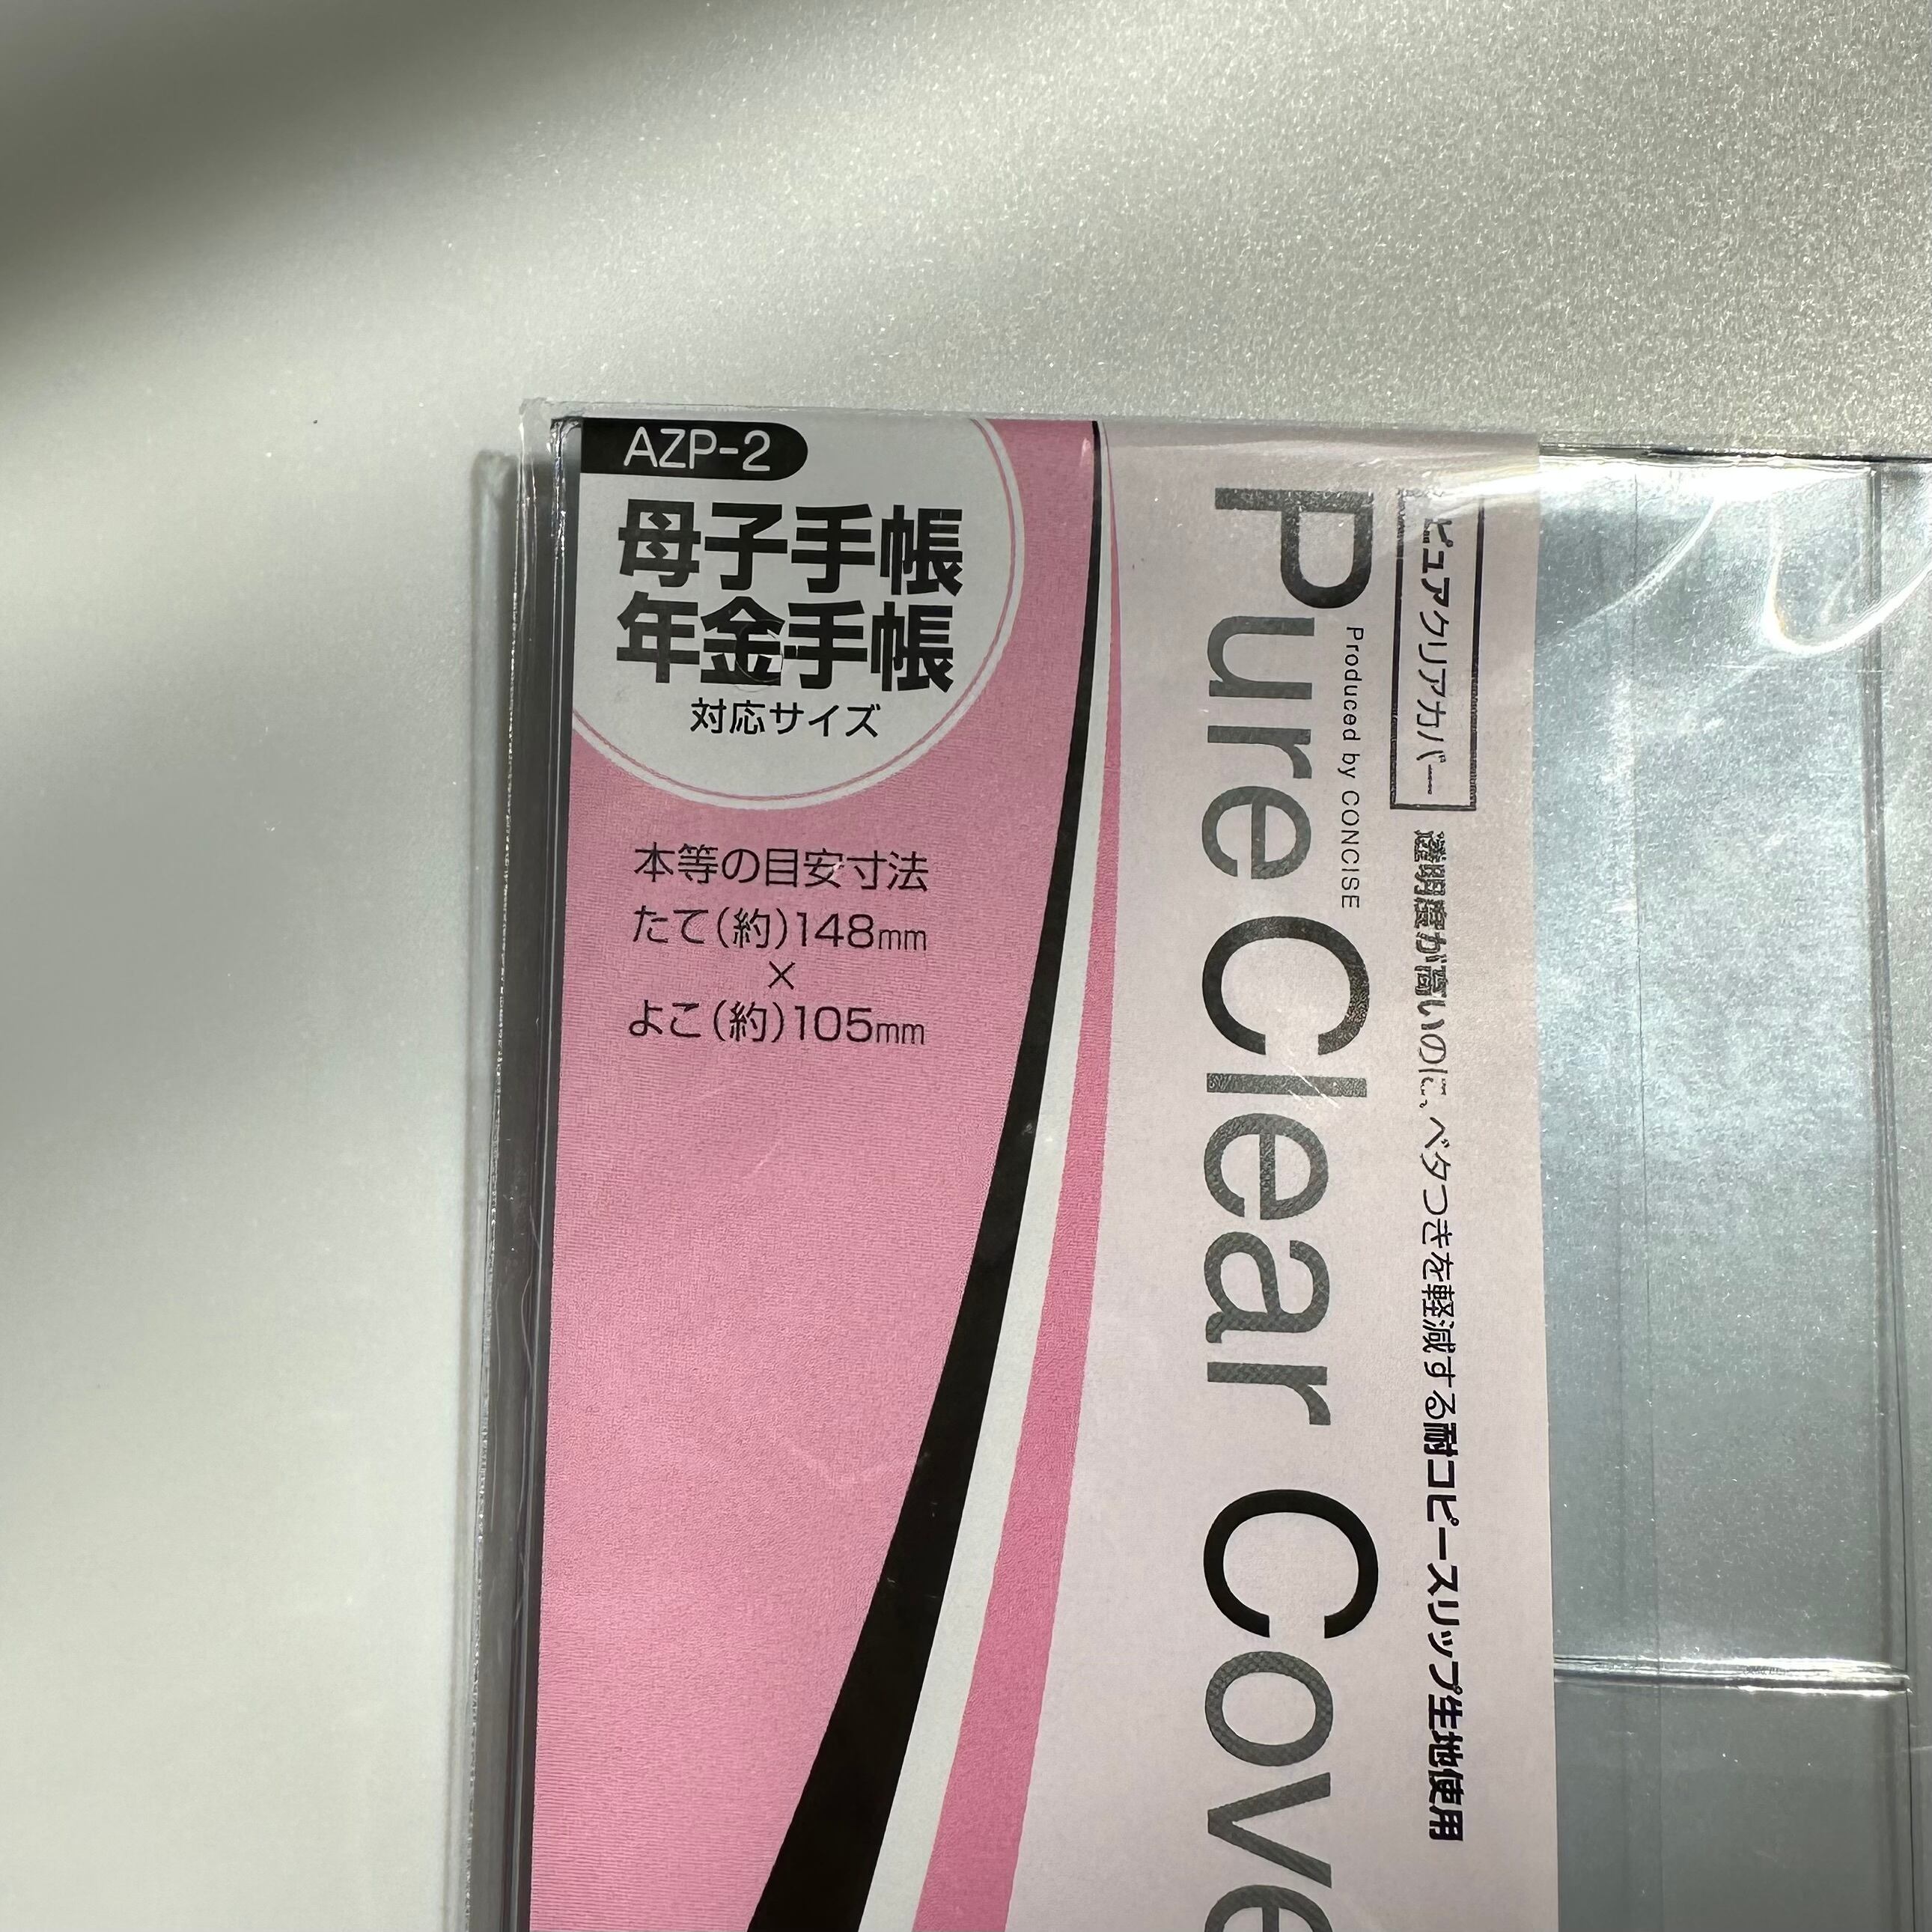 AZP-2
母子手帳
年金手帳
対応サイズ
本等の目安寸法
たて(約)148mm
×
よこ(約)105mm
ピュアクリアカバー
透明度が高いのに、ベタつきを軽減する耐コピースリップ生地使用
Produced by CONCISE
Pure Clear Cove